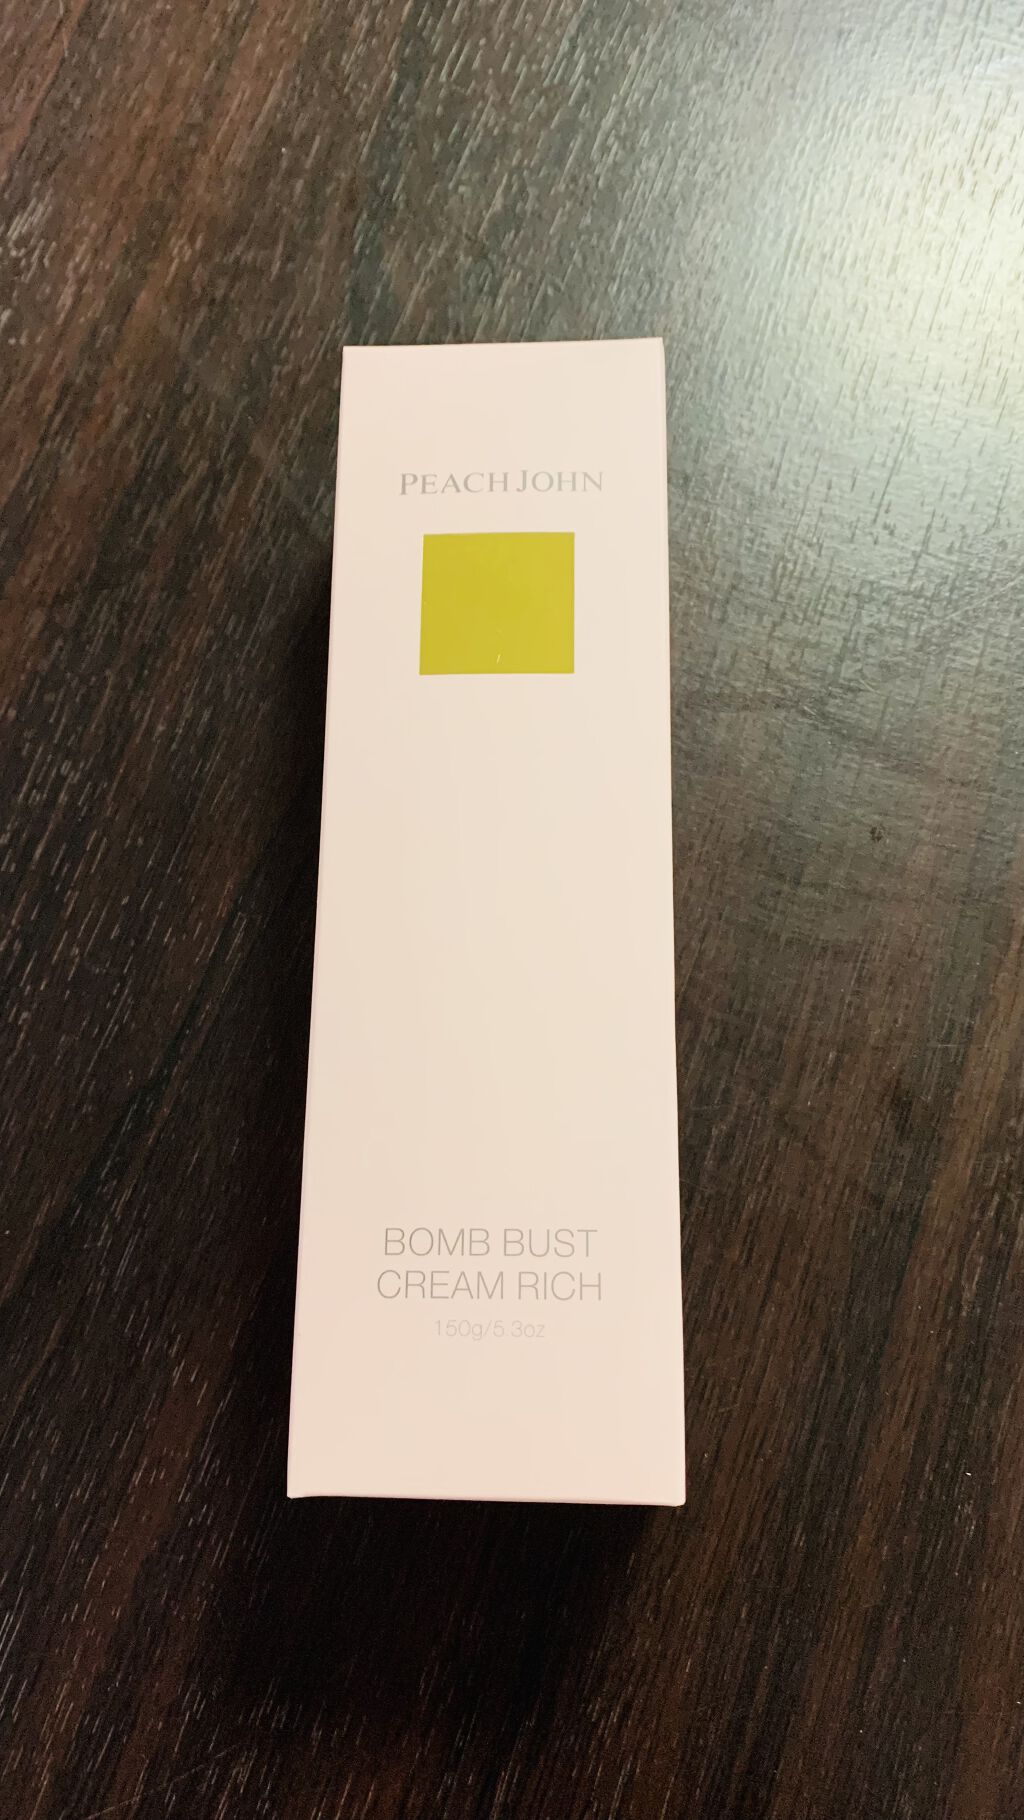 PEACH JOHN
BOMB BUST
CREAM RICH
150g/5.3oz